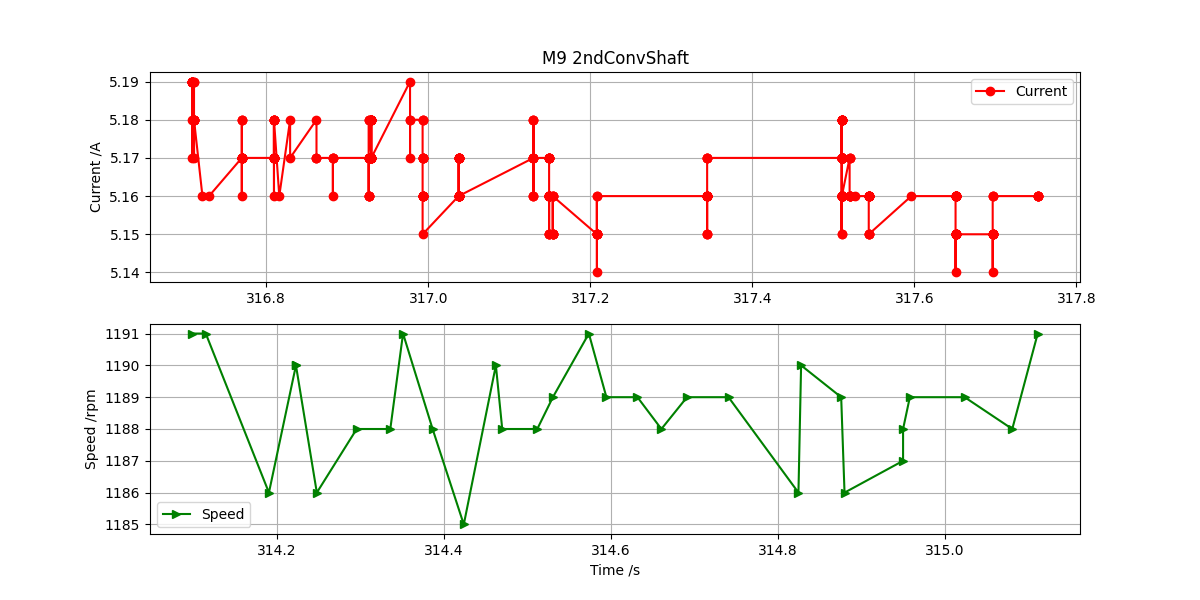 M9 2ndConvShaft
5.19
5.18
5.17
5.16
5.15
5.14
Current /A
Current
316.8 317.0 317.2 317.4 317.6 317.8
1191
1190
1189
1188
1187
1186
1185
Speed /rpm
Speed
314.2 314.4 314.6 314.8 315.0
Time /s